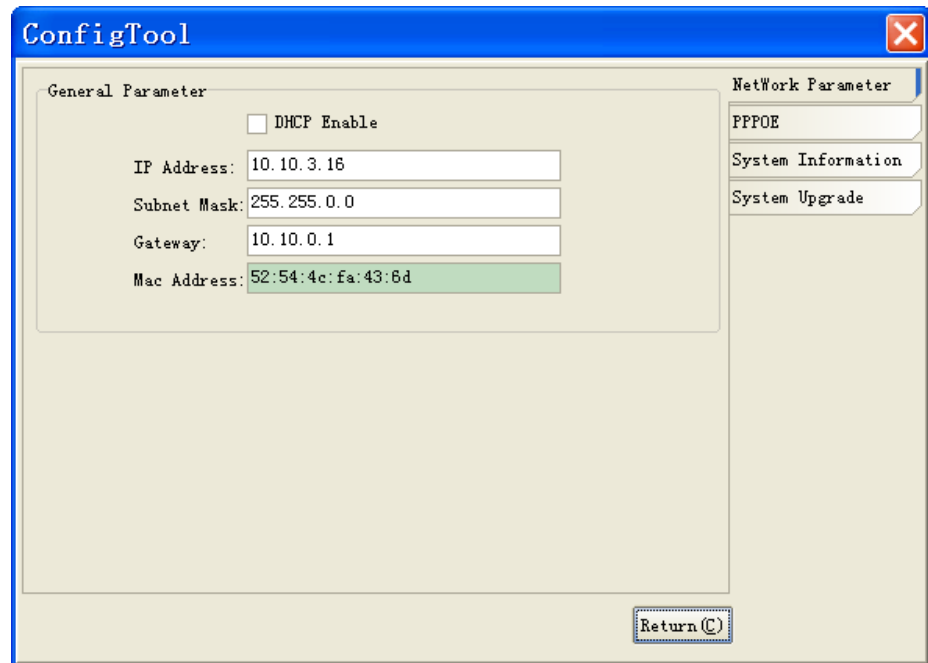 ConfigTool
General Parameter
DHCP Enable
IP Address: 10.10.3.16
Subnet Mask: 255.255.0.0
Gateway: 10.10.0.1
Mac Address: 52:54:4c:fa:43:6d
NetWork Parameter
PPPOE
System Information
System Upgrade
Return(C)